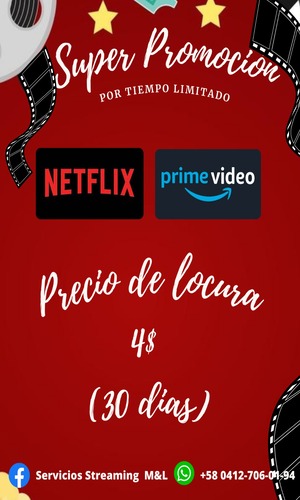 Super Promocion
POR TIEMPO LIMITADO
NETFLIX prime video
Precio de locura
4$
(30 días)
Servicios Streaming M&L +58 0412-706-01-94